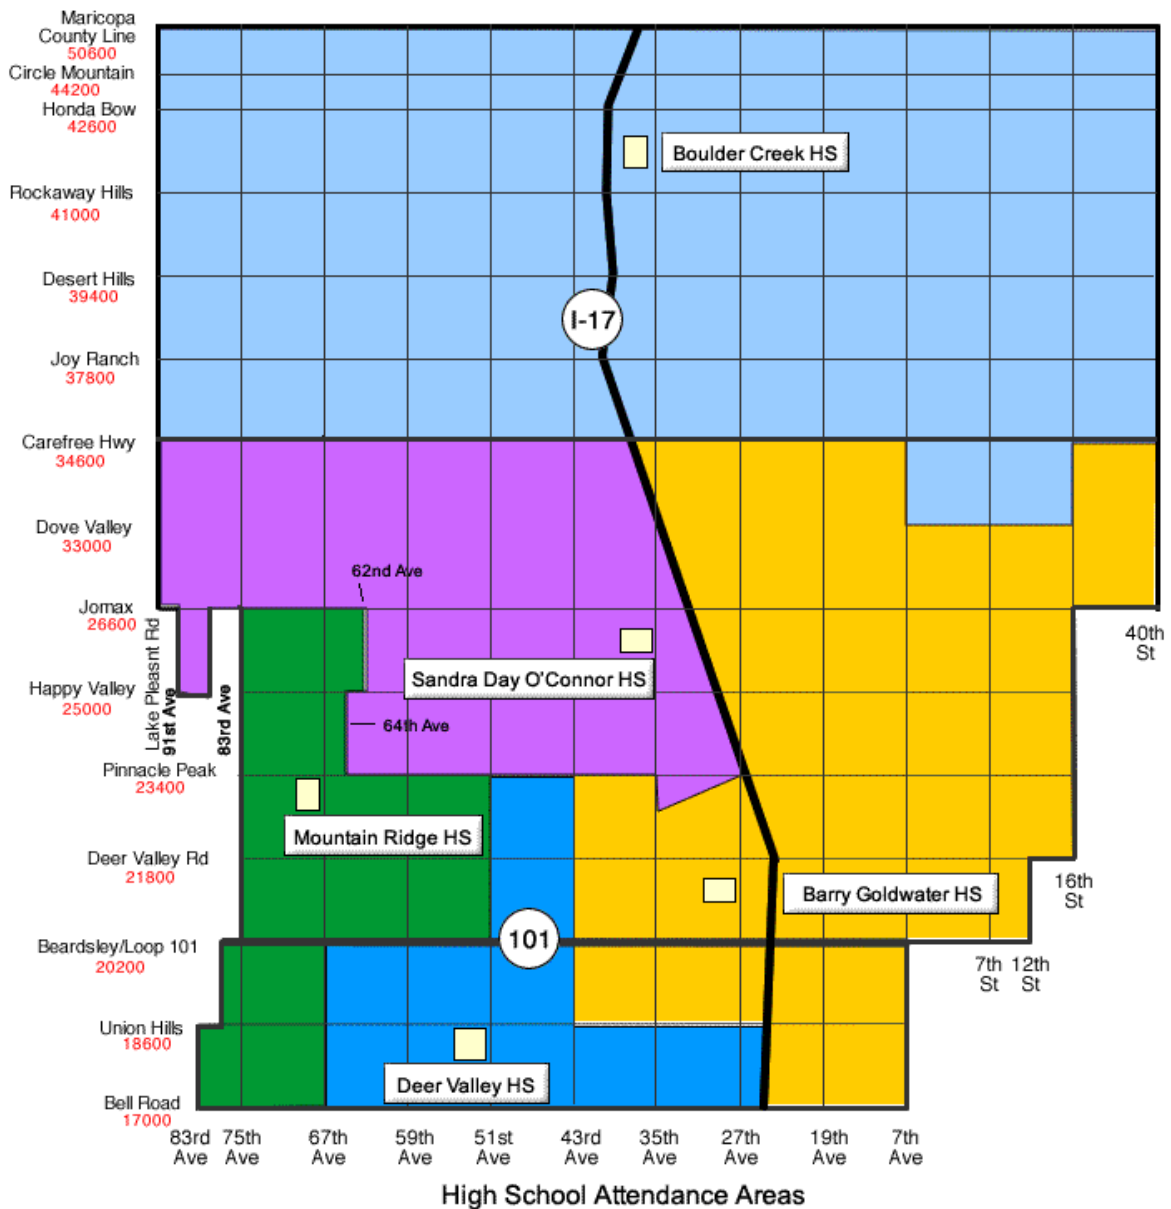 Maricopa
County Line
50600
Circle Mountain
44200
Honda Bow
42600
Boulder Creek HS
Rockaway Hills
41000
Desert Hills
39400
I-17
Joy Ranch
37800
Carefree Hwy
34600
Dove Valley
33000
62nd Ave
Jomax
26600
40th
St
Lake Pleasnt Rd
91st Ave
83rd Ave
Sandra Day O'Connor HS
Happy Valley
25000
64th Ave
Pinnacle Peak
23400
Mountain Ridge HS
Deer Valley Rd
21800
Barry Goldwater HS
16th
St
Beardsley/Loop 101
20200
101
7th
St
12th
St
Union Hills
18600
Deer Valley HS
Bell Road
17000
83rd
Ave
75th
Ave
67th
Ave
59th
Ave
51st
Ave
43rd
Ave
35th
Ave
27th
Ave
19th
Ave
7th
Ave
High School Attendance Areas